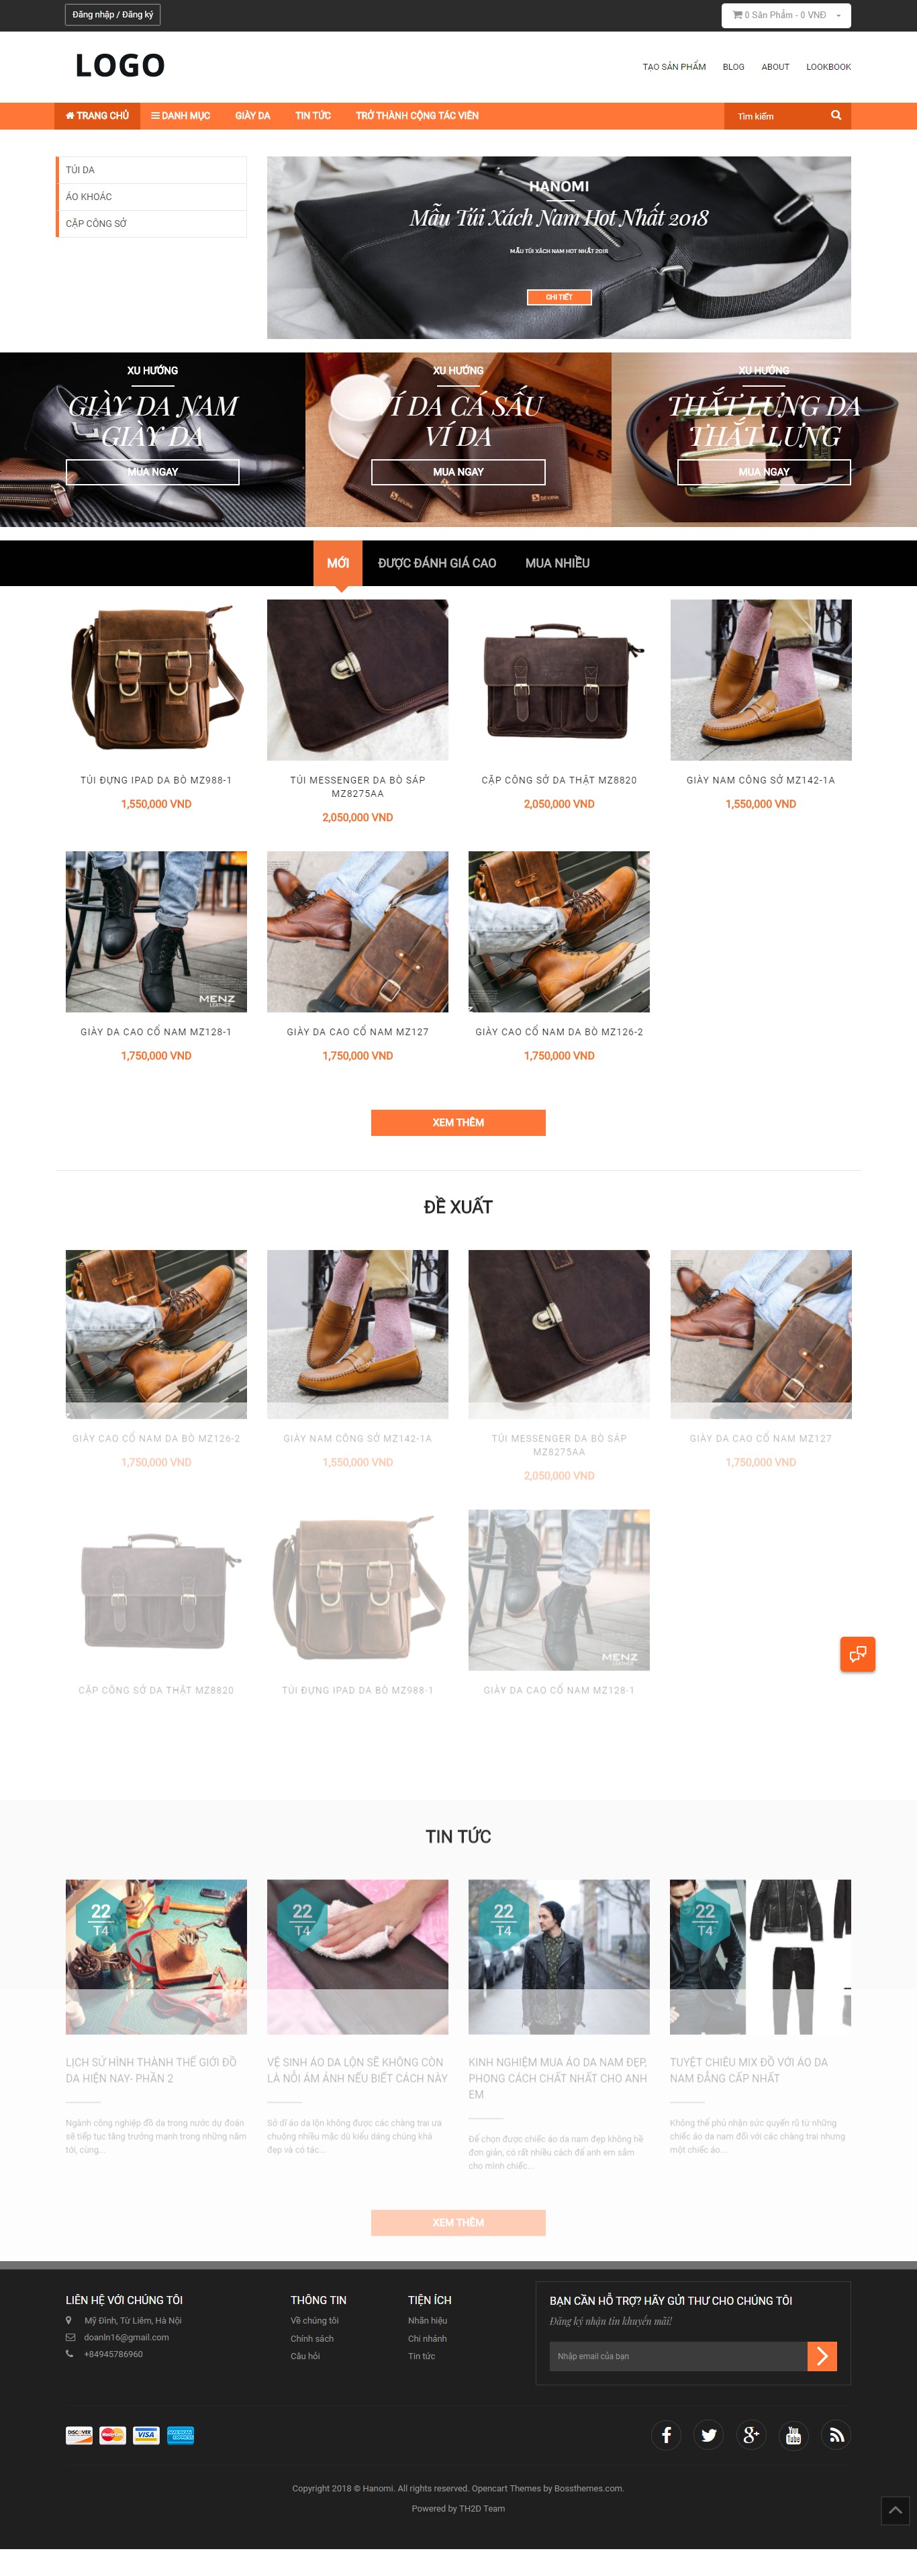 Đăng nhập / Đăng ký
0 Sản Phẩm - 0 VNĐ
LOGO
TẠO SẢN PHẨM BLOG ABOUT LOOKBOOK
TRANG CHỦ DANH MỤC GIÀY DA TIN TỨC TRỞ THÀNH CỘNG TÁC VIÊN
Tìm kiếm
TÚI DA
ÁO KHOÁC
CẶP CÔNG SỞ
HANOMI
Mẫu Túi Xách Nam Hot Nhất 2018
MẪU TÚI XÁCH NAM HOT NHẤT 2018
CHI TIẾT
XU HƯỚNG
GIÀY DA NAM
GIÀY DA
MUA NGAY
XU HƯỚNG
VÍ DA CÁ SẤU
VÍ DA
MUA NGAY
XU HƯỚNG
THẮT LƯNG DA
THẮT LƯNG
MUA NGAY
MỚI ĐƯỢC ĐÁNH GIÁ CAO MUA NHIỀU
TÚI ĐỰNG IPAD DA BÒ MZ988-1
1,550,000 VND
TÚI MESSENGER DA BÒ SÁP
MZ8275AA
2,050,000 VND
CẶP CÔNG SỞ DA THẬT MZ8820
2,050,000 VND
GIÀY NAM CÔNG SỞ MZ142-1A
1,550,000 VND
MENZ
LEATHER
GIÀY DA CAO CỔ NAM MZ128-1
1,750,000 VND
GIÀY DA CAO CỔ NAM MZ127
1,750,000 VND
GIÀY CAO CỔ NAM DA BÒ MZ126-2
1,750,000 VND
XEM THÊM
ĐỀ XUẤT
GIÀY CAO CỔ NAM DA BÒ MZ126-2
1,750,000 VND
GIÀY NAM CÔNG SỞ MZ142-1A
1,550,000 VND
TÚI MESSENGER DA BÒ SÁP
MZ8275AA
2,050,000 VND
GIÀY DA CAO CỔ NAM MZ127
1,750,000 VND
CẶP CÔNG SỞ DA THẬT MZ8820
TÚI ĐỰNG IPAD DA BÒ MZ988-1
MENZ
LEATHER
GIÀY DA CAO CỔ NAM MZ128-1
TIN TỨC
22
T4
LỊCH SỬ HÌNH THÀNH THẾ GIỚI ĐỒ
DA HIỆN NAY- PHẦN 2
Ngành công nghiệp đồ da trong nước dự đoán
sẽ tiếp tục tăng trưởng mạnh trong những năm
tới, cùng...
22
T4
VỆ SINH ÁO DA LỘN SẼ KHÔNG CÒN
LÀ NỖI ÁM ẢNH NẾU BIẾT CÁCH NÀY
Sở dĩ áo da lộn không được các chàng trai ưa
chuộng nhiều mặc dù kiểu dáng chúng khá
đẹp và có tác...
22
T4
KINH NGHIỆM MUA ÁO DA NAM ĐẸP,
PHONG CÁCH CHẤT NHẤT CHO ANH
EM
Để chọn được chiếc áo da nam đẹp không hề
đơn giản, có rất nhiều cách để anh em sắm
cho mình chiếc...
22
T4
TUYỆT CHIÊU MIX ĐỒ VỚI ÁO DA
NAM ĐẲNG CẤP NHẤT
Không thể phủ nhận sức quyến rũ từ những
chiếc áo da nam đối với các chàng trai nhưng
một chiếc áo...
XEM THÊM
LIÊN HỆ VỚI CHÚNG TÔI
Mỹ Đình, Từ Liêm, Hà Nội
doanln16@gmail.com
+84945786960
THÔNG TIN
Về chúng tôi
Chính sách
Câu hỏi
TIỆN ÍCH
Nhãn hiệu
Chi nhánh
Tin tức
BẠN CẦN HỖ TRỢ? HÃY GỬI THƯ CHO CHÚNG TÔI
Đăng ký nhận tin khuyến mãi!
Nhập email của bạn
DISCOVER MasterCard VISA AMERICAN EXPRESS
You Tube
Copyright 2018 © Hanomi. All rights reserved. Opencart Themes by Bossthemes.com.
Powered by TH2D Team